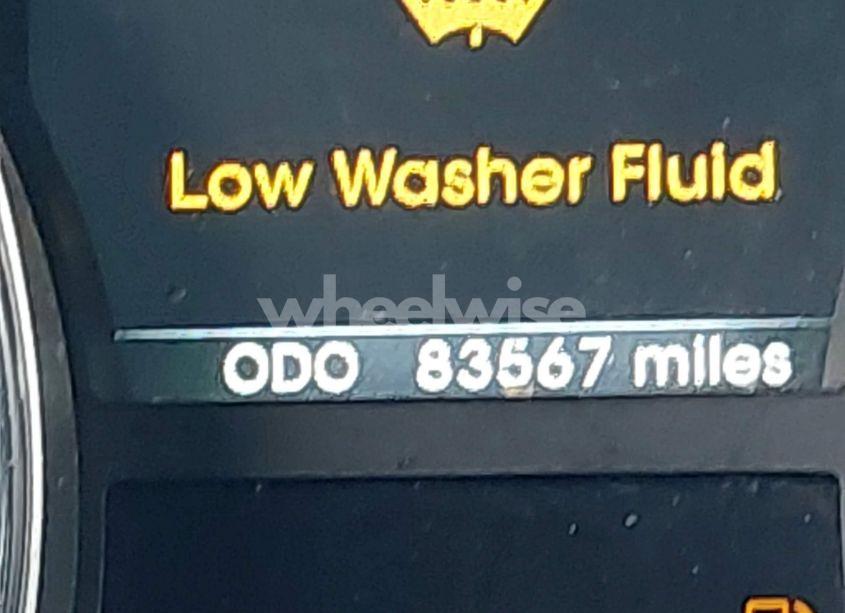 Low Washer Fluid
wheelwise
ODO 83567 miles